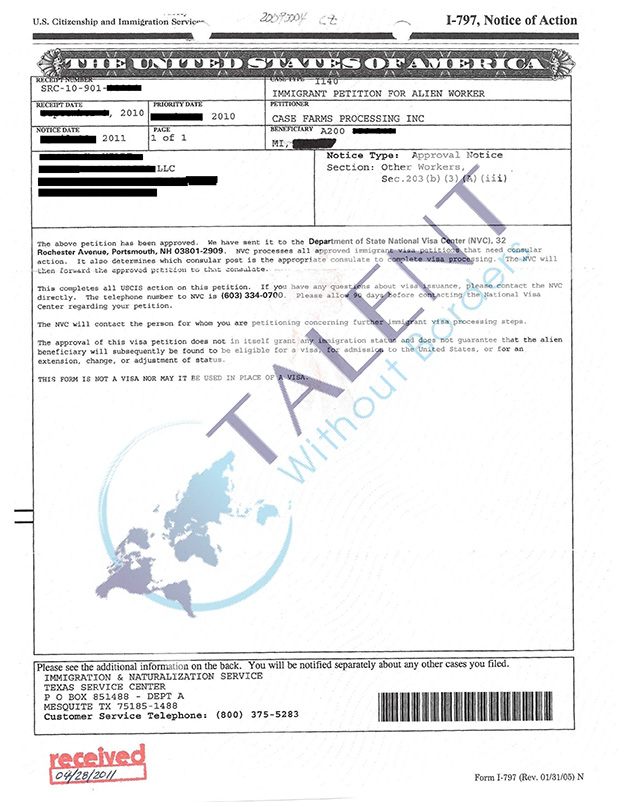 U.S. Citizenship and Immigration Services
I-797, Notice of Action
THE UNITED STATES OF AMERICA
RECEIPT NUMBER
SRC-10-901-
CASE TYPE I140
IMMIGRANT PETITION FOR ALIEN WORKER
RECEIPT DATE
, 2010
PRIORITY DATE
2010
PETITIONER
CASE FARMS PROCESSING INC
NOTICE DATE
2011
PAGE
1 of 1
BENEFICIARY A200
MI,
LLC
Notice Type: Approval Notice
Section: Other Workers,
Sec.203(b)(3)(A)(iii)
The above petition has been approved. We have sent it to the Department of State National Visa Center (NVC), 32
Rochester Avenue, Portsmouth, NH 03801-2909. NVC processes all approved immigrant visa petitions that need consular
action. It also determines which consular post is the appropriate consulate to complete visa processing. The NVC will
then forward the approved petition to that consulate.
This completes all USCIS action on this petition. If you have any questions about visa issuance, please contact the NVC
directly. The telephone number to NVC is (603) 334-0700. Please allow 90 days before contacting the National Visa
Center regarding your petition.
The NVC will contact the person for whom you are petitioning concerning further immigrant visa processing steps.
The approval of this visa petition does not in itself grant any immigration status and does not guarantee that the alien
beneficiary will subsequently be found to be eligible for a visa, for admission to the United States, or for an
extension, change, or adjustment of status.
THIS FORM IS NOT A VISA NOR MAY IT BE USED IN PLACE OF A VISA.
TALENT
Without Borders
Please see the additional information on the back. You will be notified separately about any other cases you filed.
IMMIGRATION & NATURALIZATION SERVICE
TEXAS SERVICE CENTER
P O BOX 851488 - DEPT A
MESQUITE TX 75185-1488
Customer Service Telephone: (800) 375-5283
received
04/28/2011
Form I-797 (Rev. 01/31/05) N